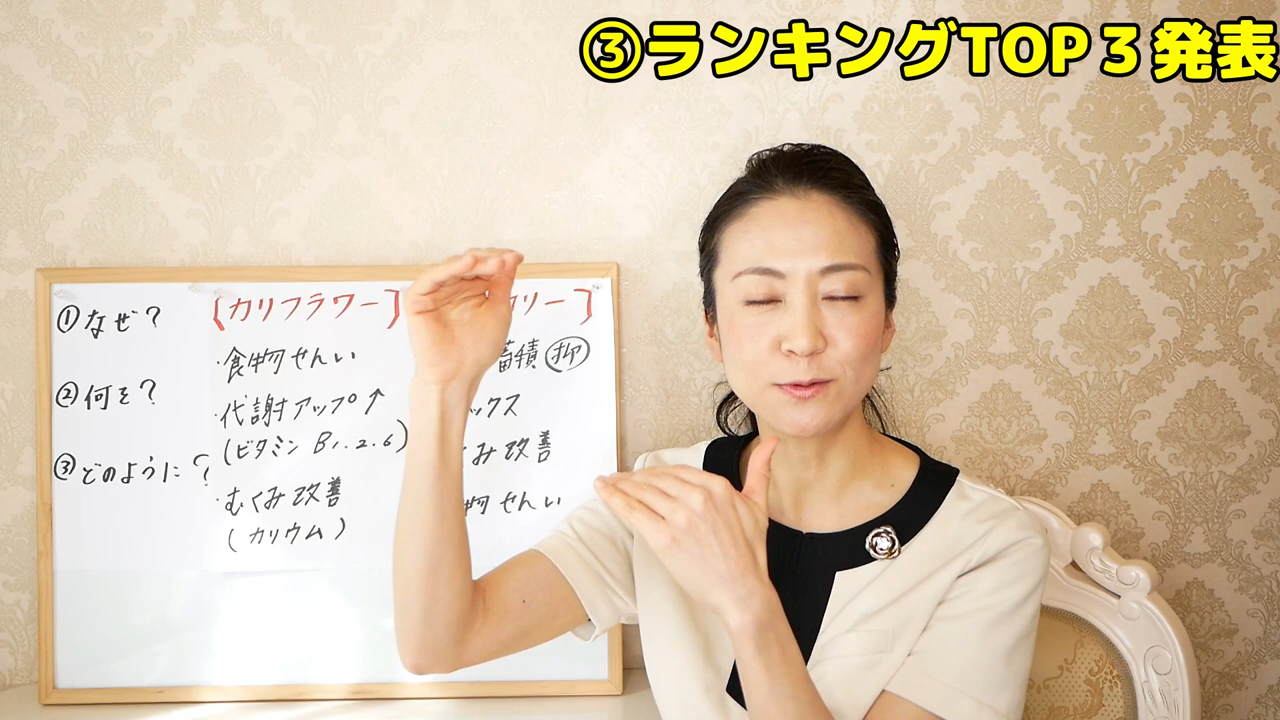 ③ランキングTOP３発表
①なぜ？
②何を？
③どのように？
【カリフラワー】
・食物せんい
・代謝アップ↑
(ビタミンB1.2.6)
・むくみ改善
(カリウム)
リー】
蓄積 抑
ックス
み改善
物せんい